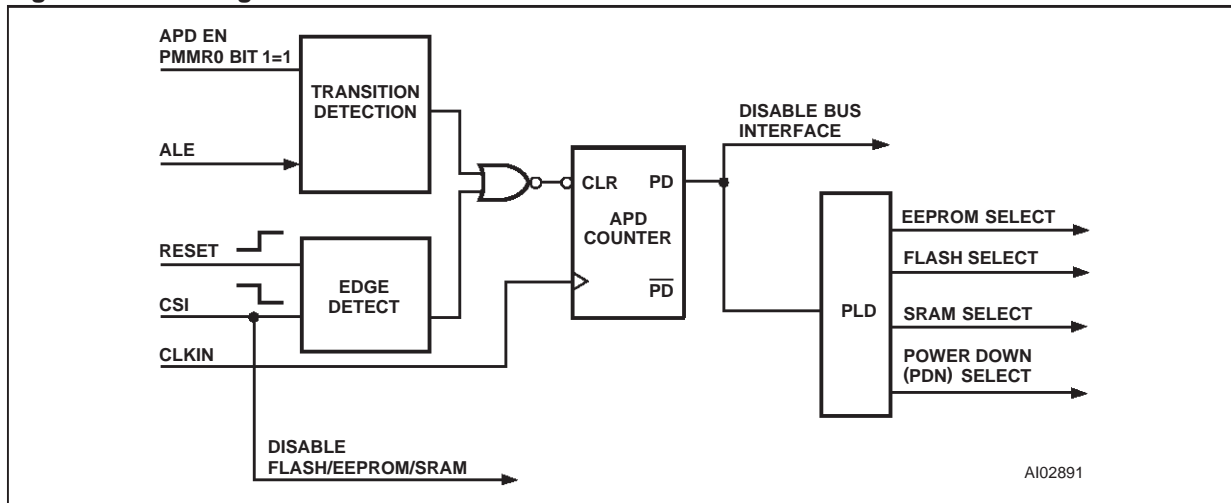 APD EN
PMMR0 BIT 1=1
TRANSITION
DETECTION
ALE
DISABLE BUS
INTERFACE
CLR
PD
APD
COUNTER
PD
RESET
CSI
EDGE
DETECT
CLKIN
PLD
EEPROM SELECT
FLASH SELECT
SRAM SELECT
POWER DOWN
(PDN) SELECT
DISABLE
FLASH/EEPROM/SRAM
AI02891